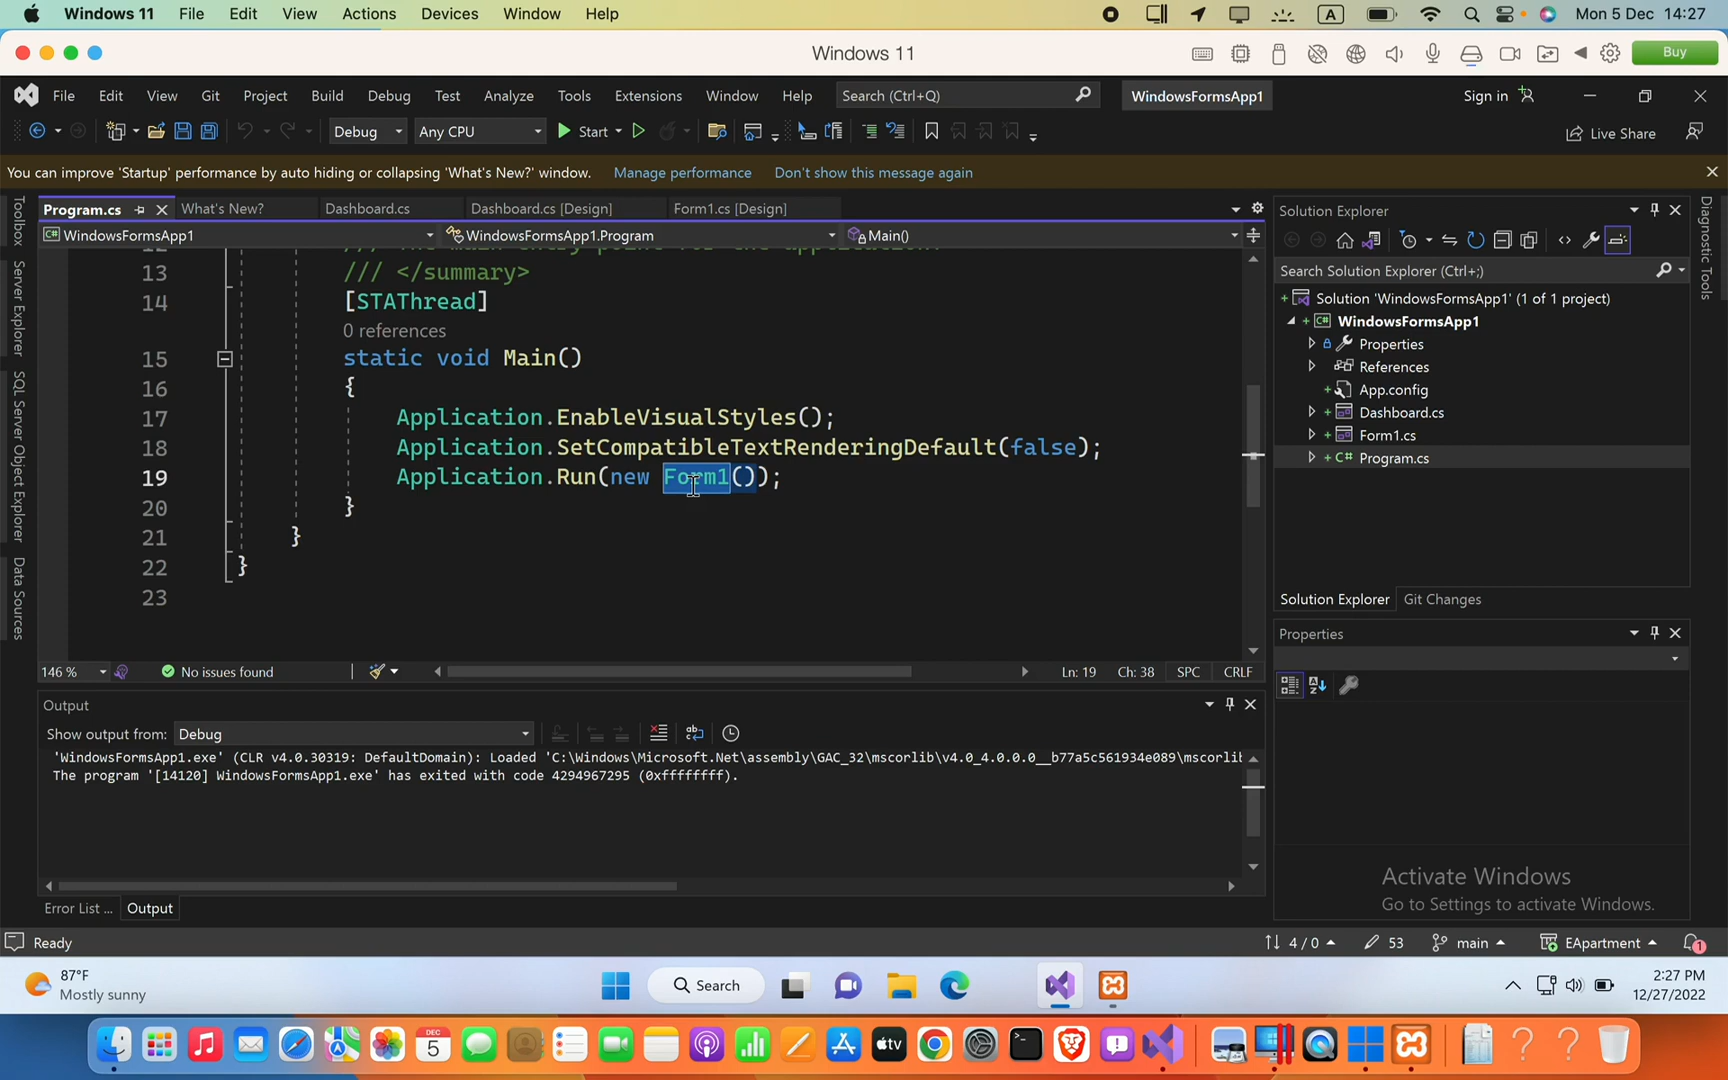 Windows 11 File Edit View Actions Devices Window Help A Mon 5 Dec 14:27
Windows 11 Buy
File Edit View Git Project Build Debug Test Analyze Tools Extensions Window Help Search (Ctrl+Q) WindowsFormsApp1 Sign in
Debug Any CPU Start Live Share
You can improve 'Startup' performance by auto hiding or collapsing 'What's New?' window. Manage performance Don't show this message again
Toolbox
Server Explorer
SQL Server Object Explorer
Data Sources
Program.cs What's New? Dashboard.cs Dashboard.cs [Design] Form1.cs [Design]
WindowsFormsApp1 WindowsFormsApp1.Program Main()
13 /// </summary>
14 [STAThread]
0 references
15 static void Main()
16 {
17 Application.EnableVisualStyles();
18 Application.SetCompatibleTextRenderingDefault(false);
19 Application.Run(new Form1());
20 }
21 }
22 }
23
146 % No issues found Ln: 19 Ch: 38 SPC CRLF
Output
Show output from: Debug
'WindowsFormsApp1.exe' (CLR v4.0.30319: DefaultDomain): Loaded 'C:\Windows\Microsoft.Net\assembly\GAC_32\mscorlib\v4.0_4.0.0.0__b77a5c561934e089\mscorlib
The program '[14120] WindowsFormsApp1.exe' has exited with code 4294967295 (0xffffffff).
Error List ... Output
Solution Explorer
Search Solution Explorer (Ctrl+;)
Solution 'WindowsFormsApp1' (1 of 1 project)
WindowsFormsApp1
Properties
References
App.config
Dashboard.cs
Form1.cs
C# Program.cs
Solution Explorer Git Changes
Properties
Diagnostic Tools
Activate Windows
Go to Settings to activate Windows.
Ready 4 / 0 53 main EApartment 1
87°F
Mostly sunny
Search
2:27 PM
12/27/2022
DEC
5
tv